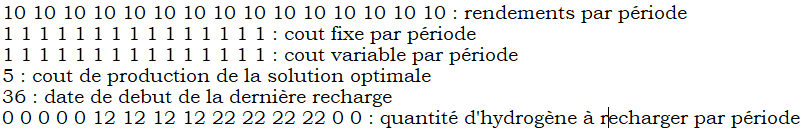 10 10 10 10 10 10 10 10 10 10 10 10 10 10 10 10 : rendements par période
1 1 1 1 1 1 1 1 1 1 1 1 1 1 1 : cout fixe par période
1 1 1 1 1 1 1 1 1 1 1 1 1 1 1 : cout variable par période
5 : cout de production de la solution optimale
36 : date de debut de la dernière recharge
0 0 0 0 0 12 12 12 12 22 22 22 22 22 0 0 : quantité d'hydrogène à recharger par période